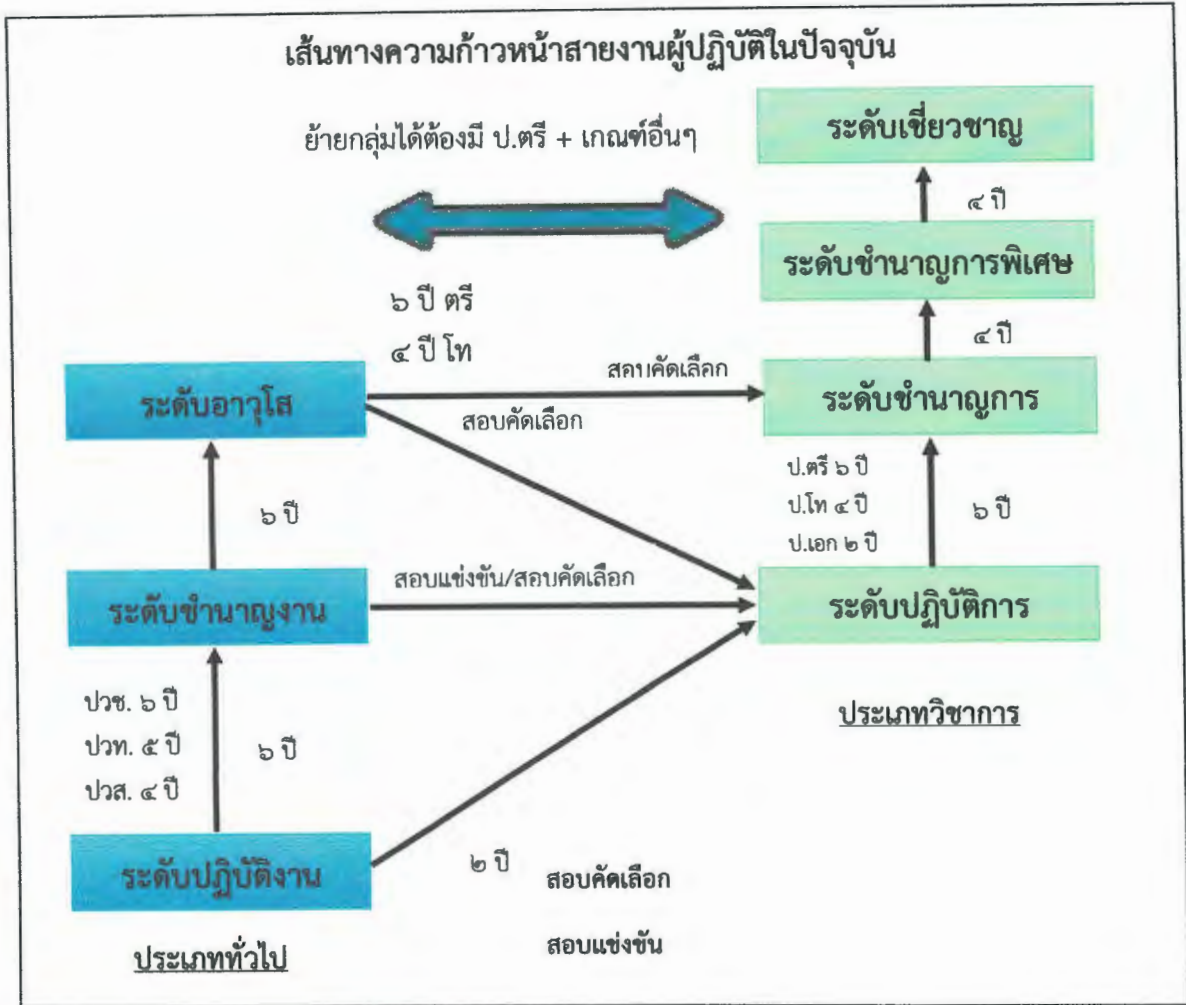 เส้นทางความก้าวหน้าสายงานผู้ปฏิบัติในปัจจุบัน
ย้ายกลุ่มได้ต้องมี ป.ตรี + เกณฑ์อื่นๆ
ระดับเชี่ยวชาญ
๔ ปี
ระดับชำนาญการพิเศษ
๖ ปี ตรี
๔ ปี โท
๔ ปี
ระดับอาวุโส
สอบคัดเลือก
ระดับชำนาญการ
สอบคัดเลือก
๖ ปี
ป.ตรี ๖ ปี
ป.โท ๔ ปี
ป.เอก ๒ ปี
๖ ปี
ระดับชำนาญงาน
สอบแข่งขัน/สอบคัดเลือก
ระดับปฏิบัติการ
ปวช. ๖ ปี
ปวท. ๕ ปี
ปวส. ๔ ปี
๖ ปี
ประเภทวิชาการ
ระดับปฏิบัติงาน
๒ ปี
สอบคัดเลือก
สอบแข่งขัน
ประเภททั่วไป